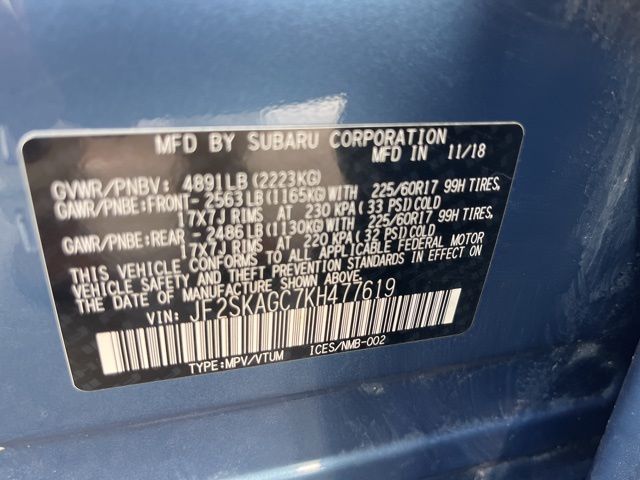 MFD BY SUBARU CORPORATION
MFD IN 11/18
GVWR/PNBV: 4891LB (2223KG)
GAWR/PNBE:FRONT-2563LB(1165KG)WITH 225/60R17 99H TIRES,
17X7J RIMS AT 230 KPA (33 PSI)COLD
GAWR/PNBE:REAR -2486LB(1130KG)WITH 225/60R17 99H TIRES,
17X7J RIMS AT 220 KPA (32 PSI)COLD
THIS VEHICLE CONFORMS TO ALL APPLICABLE FEDERAL MOTOR
VEHICLE SAFETY AND THEFT PREVENTION STANDARDS IN EFFECT ON
THE DATE OF MANUFACTURE SHOWN ABOVE.
VIN: JF2SKAGC7KH477619
TYPE:MPV/VTUM ICES/NMB-002